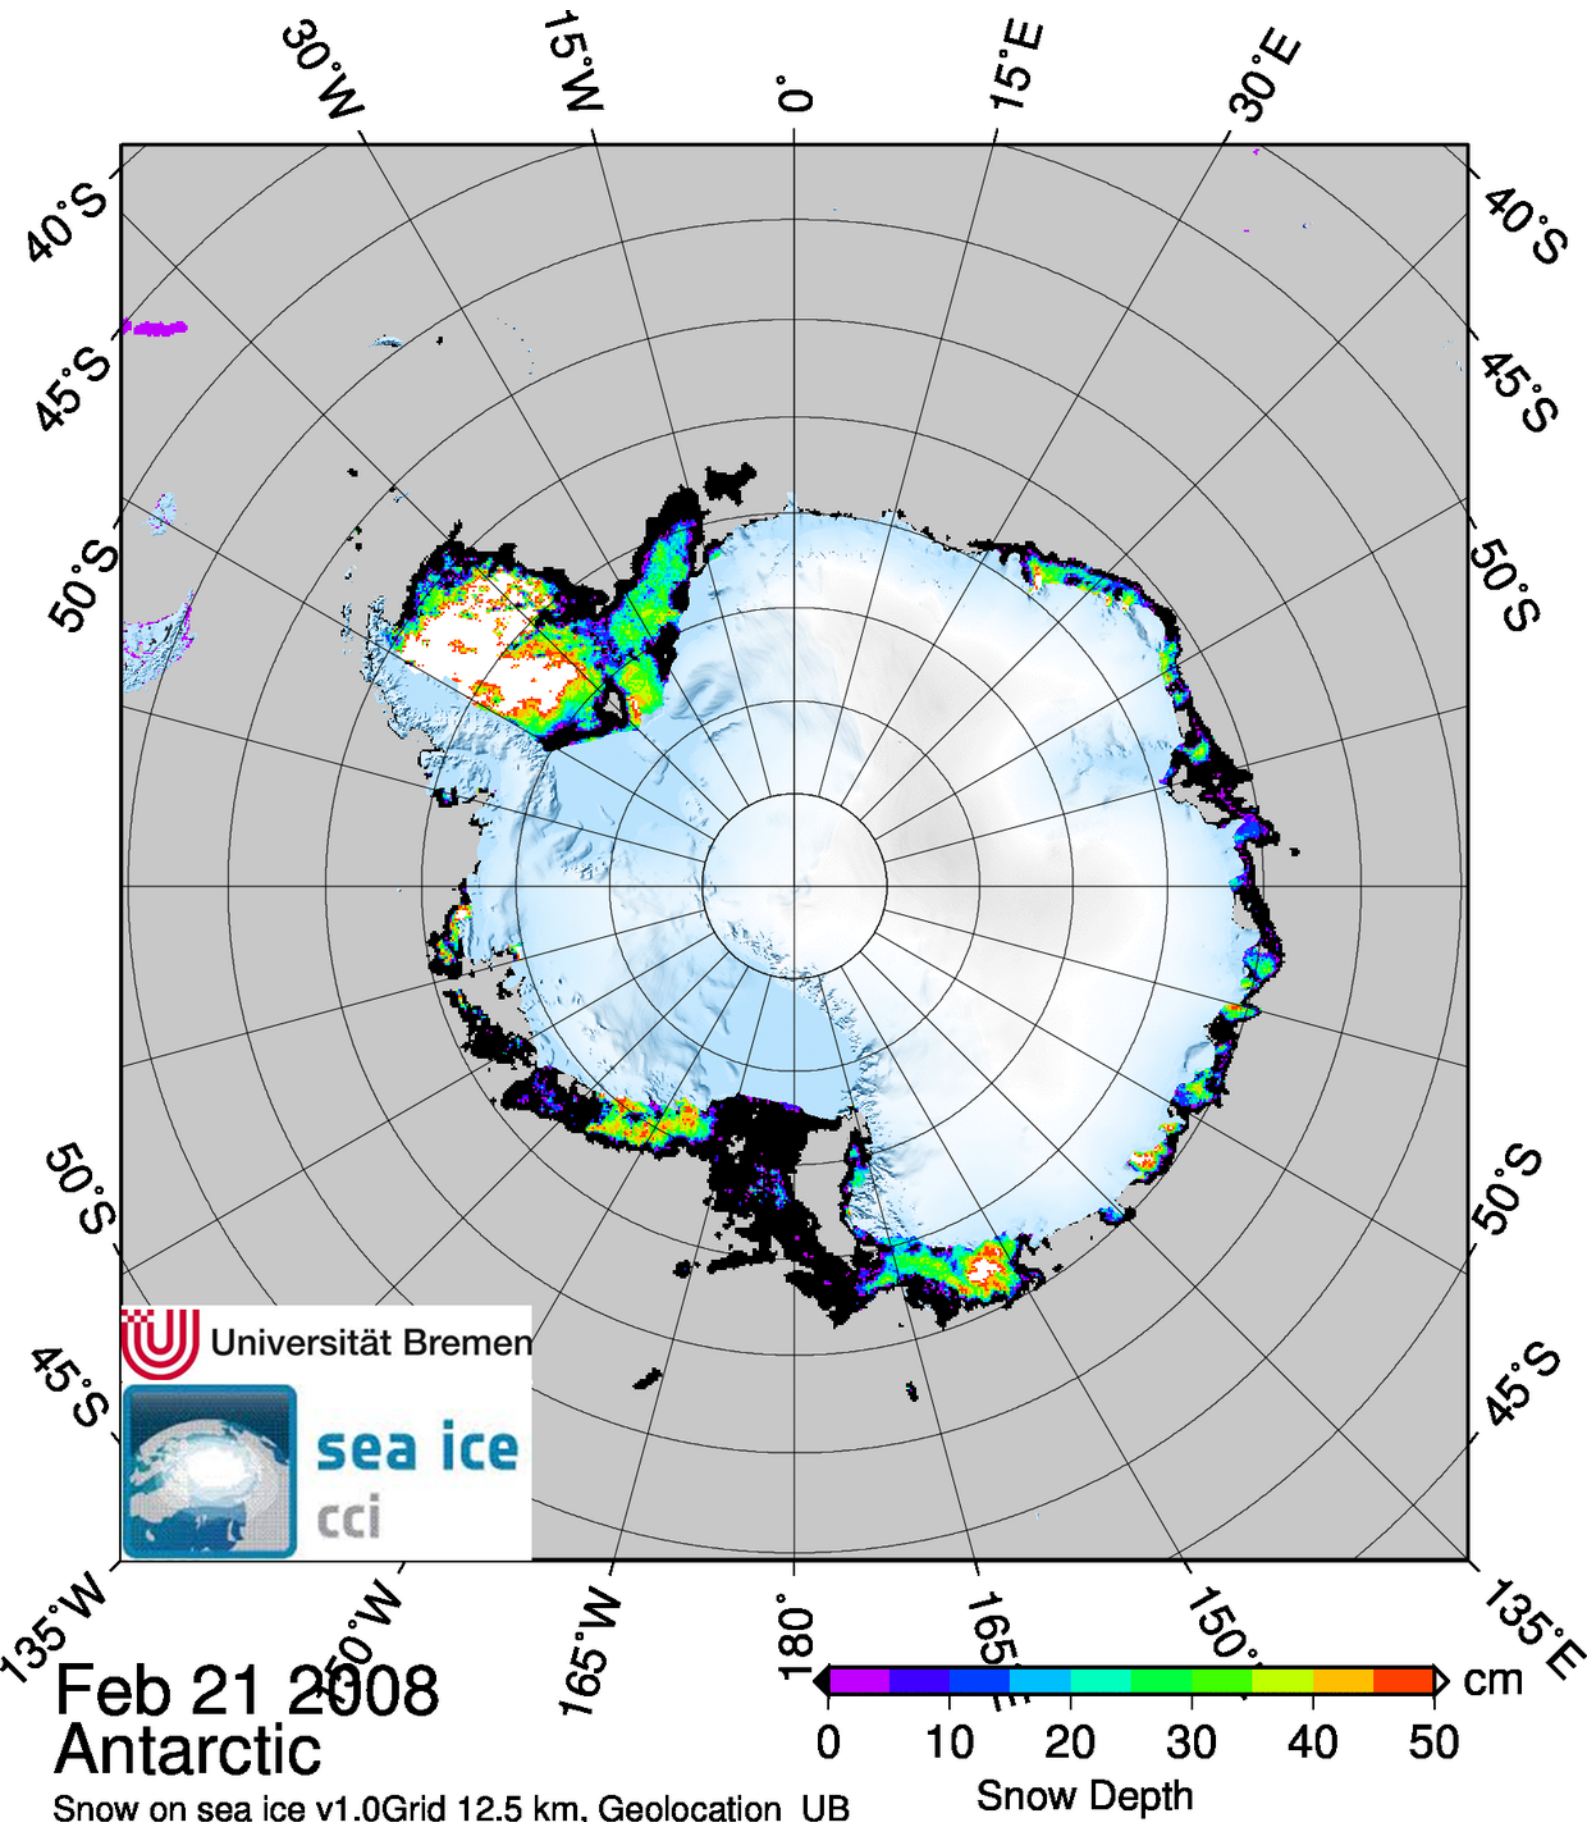 30°W
15°W
0°
15°E
30°E
40°S
40°S
45°S
45°S
50°S
50°S
50°S
50°S
45°S
45°S
Universität Bremen
sea ice
cci
135°W
165°W
180°
135°E
Feb 21 2008
Antarctic
cm
0 10 20 30 40 50
Snow Depth
Snow on sea ice v1.0Grid 12.5 km, Geolocation UB